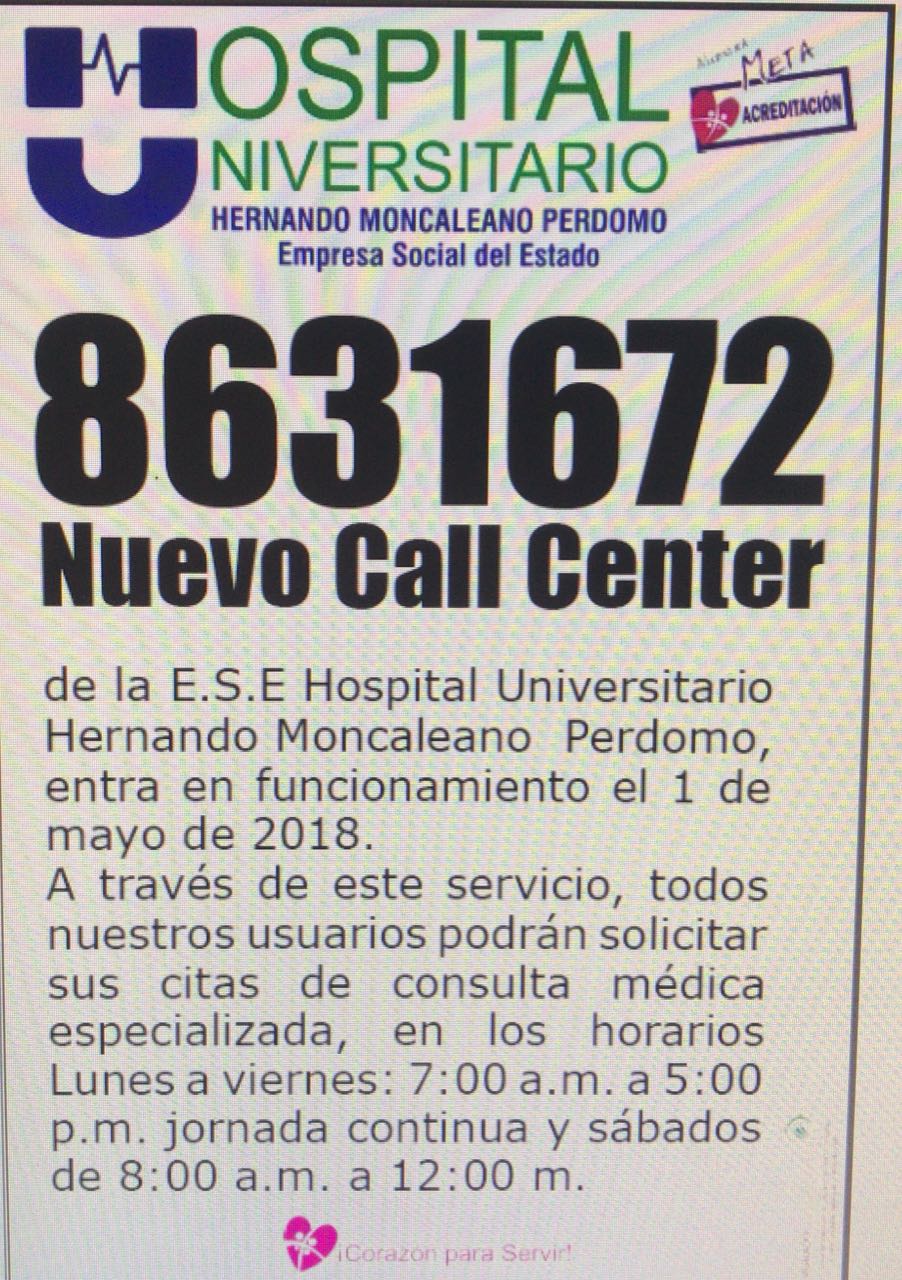 HOSPITAL
UNIVERSITARIO
HERNANDO MONCALEANO PERDOMO
Empresa Social del Estado
META
ACREDITACIÓN
8631672
Nuevo Call Center
de la E.S.E Hospital Universitario
Hernando Moncaleano Perdomo,
entra en funcionamiento el 1 de
mayo de 2018.
A través de este servicio, todos
nuestros usuarios podrán solicitar
sus citas de consulta médica
especializada, en los horarios
Lunes a viernes: 7:00 a.m. a 5:00
p.m. jornada continua y sábados
de 8:00 a.m. a 12:00 m.
¡Corazón para Servir!